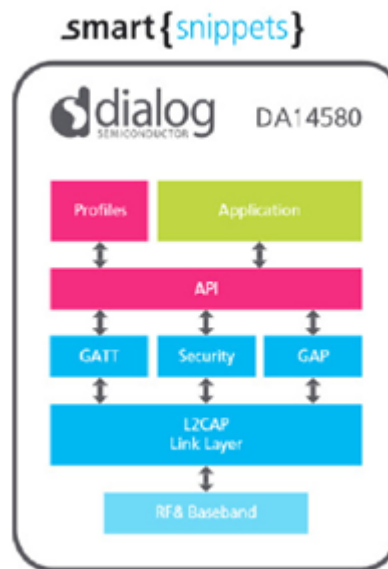 .smart{snippets}
dialog DA14580
SEMICONDUCTOR
Profiles Application
API
GATT Security GAP
L2CAP
Link Layer
RF& Baseband